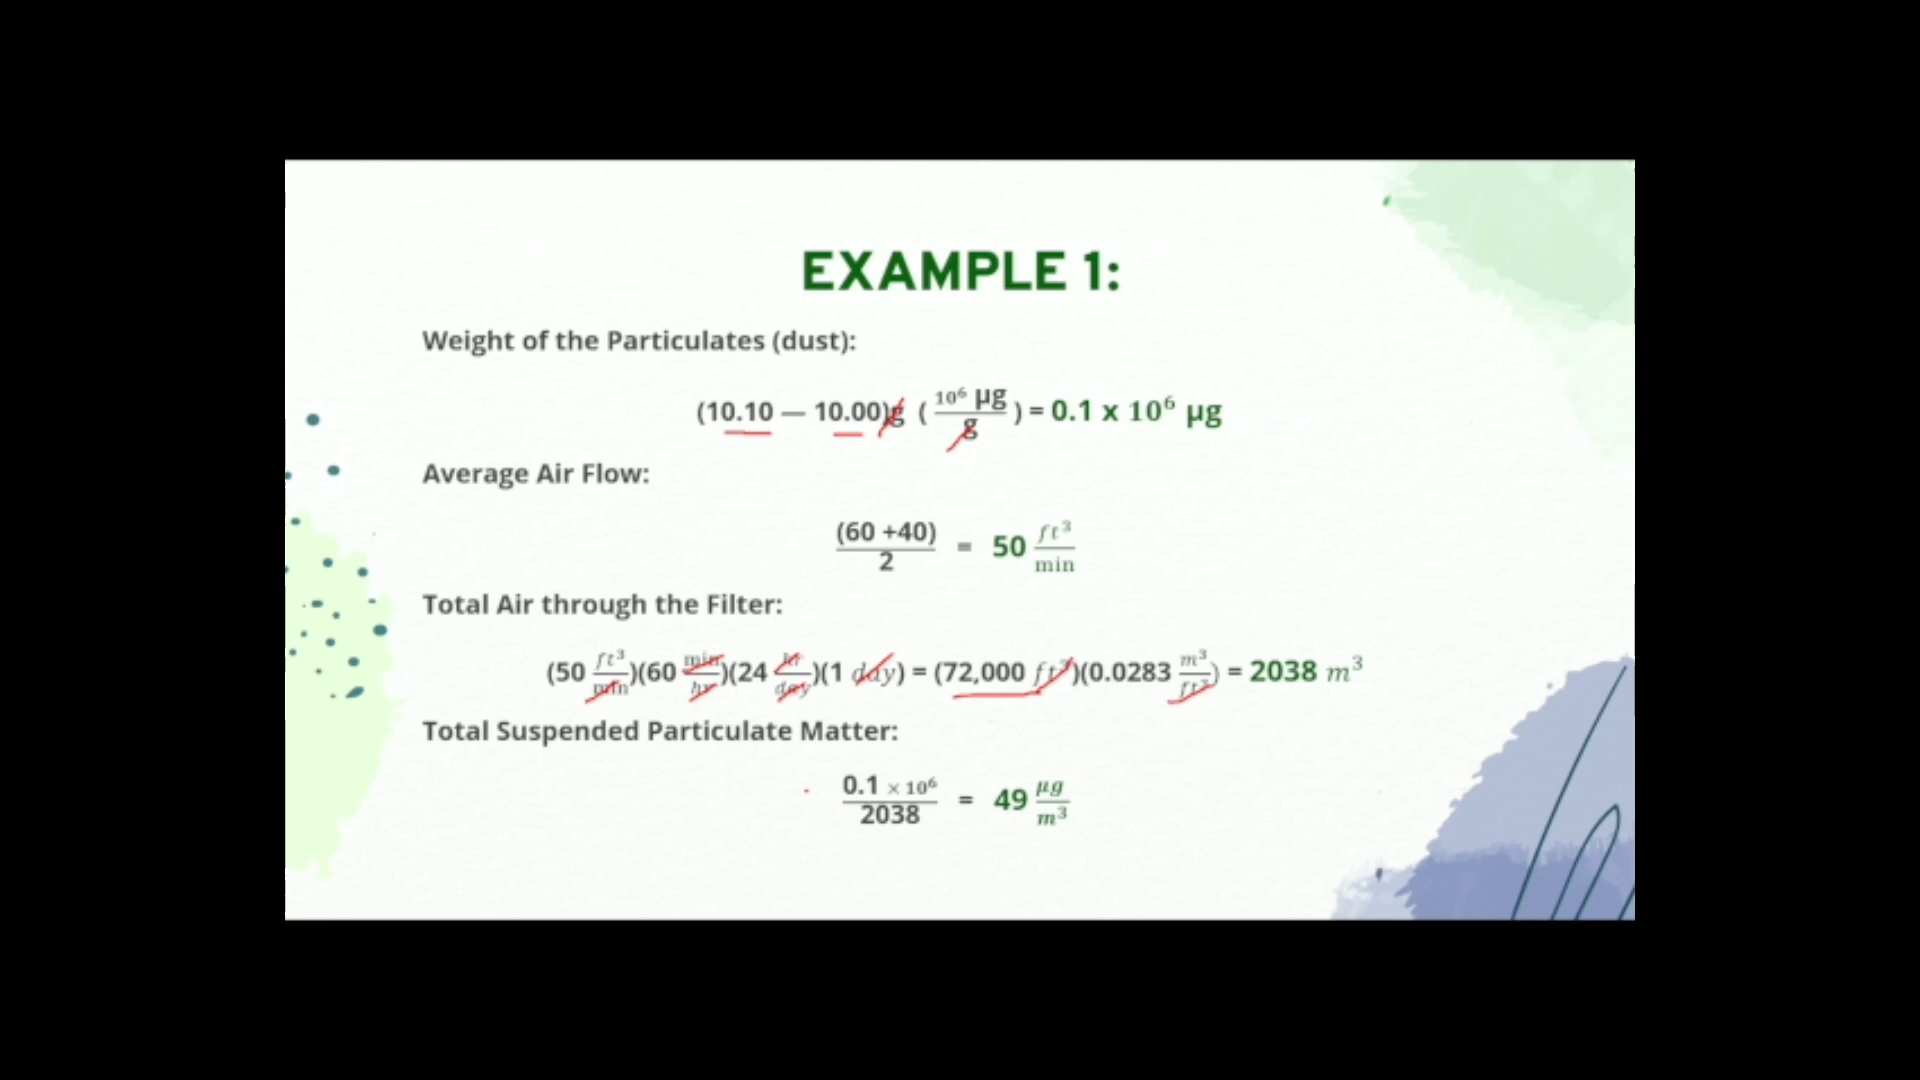 EXAMPLE 1:
Weight of the Particulates (dust):
(10.10 — 10.00)g ( 10⁶ µg / g ) = 0.1 x 10⁶ µg
Average Air Flow:
(60 +40) / 2 = 50 ft³ / min
Total Air through the Filter:
(50 ft³/min)(60 min/hr)(24 hr/day)(1 day) = (72,000 ft³)(0.0283 m³/ft³) = 2038 m³
Total Suspended Particulate Matter:
0.1 × 10⁶ / 2038 = 49 µg / m³